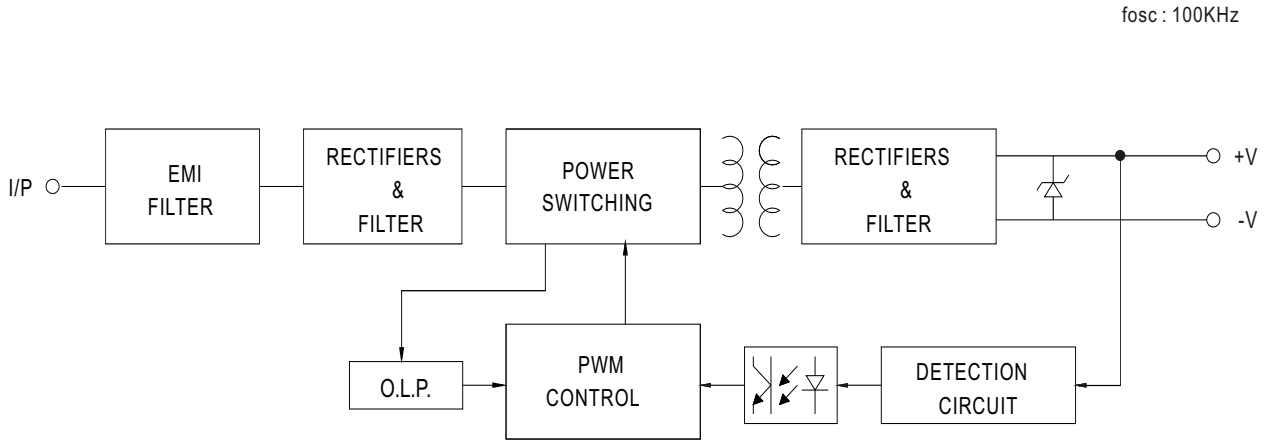 fosc : 100KHz
I/P
EMI
FILTER
RECTIFIERS
&
FILTER
POWER
SWITCHING
RECTIFIERS
&
FILTER
+V
-V
O.L.P.
PWM
CONTROL
DETECTION
CIRCUIT